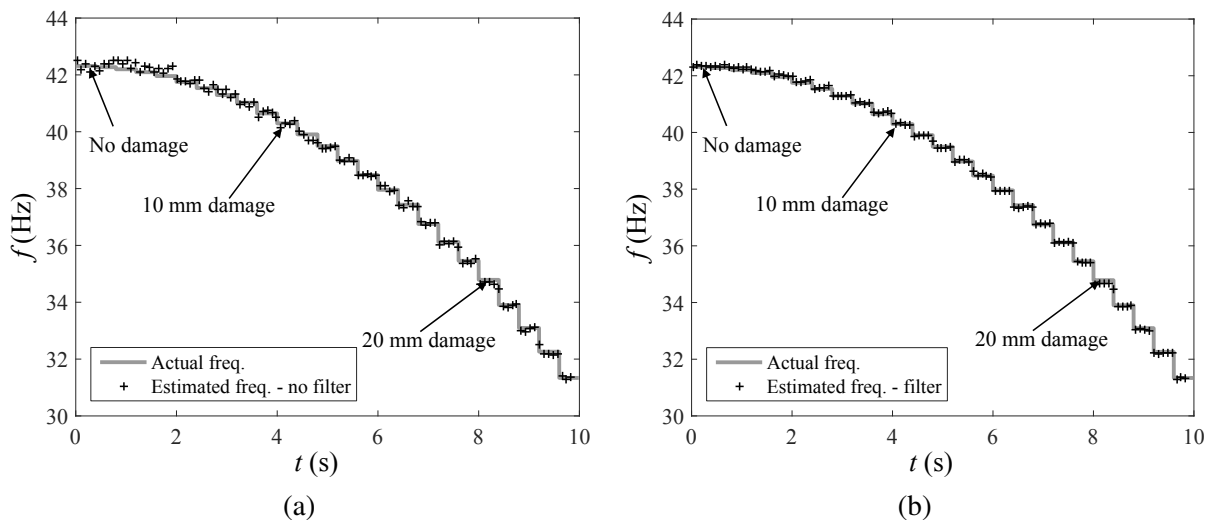 44
42
40
38
36
34
32
30
f (Hz)
No damage
10 mm damage
20 mm damage
Actual freq.
Estimated freq. - no filter
0 2 4 6 8 10
t (s)
(a)
44
42
40
38
36
34
32
30
f (Hz)
No damage
10 mm damage
20 mm damage
Actual freq.
Estimated freq. - filter
0 2 4 6 8 10
t (s)
(b)